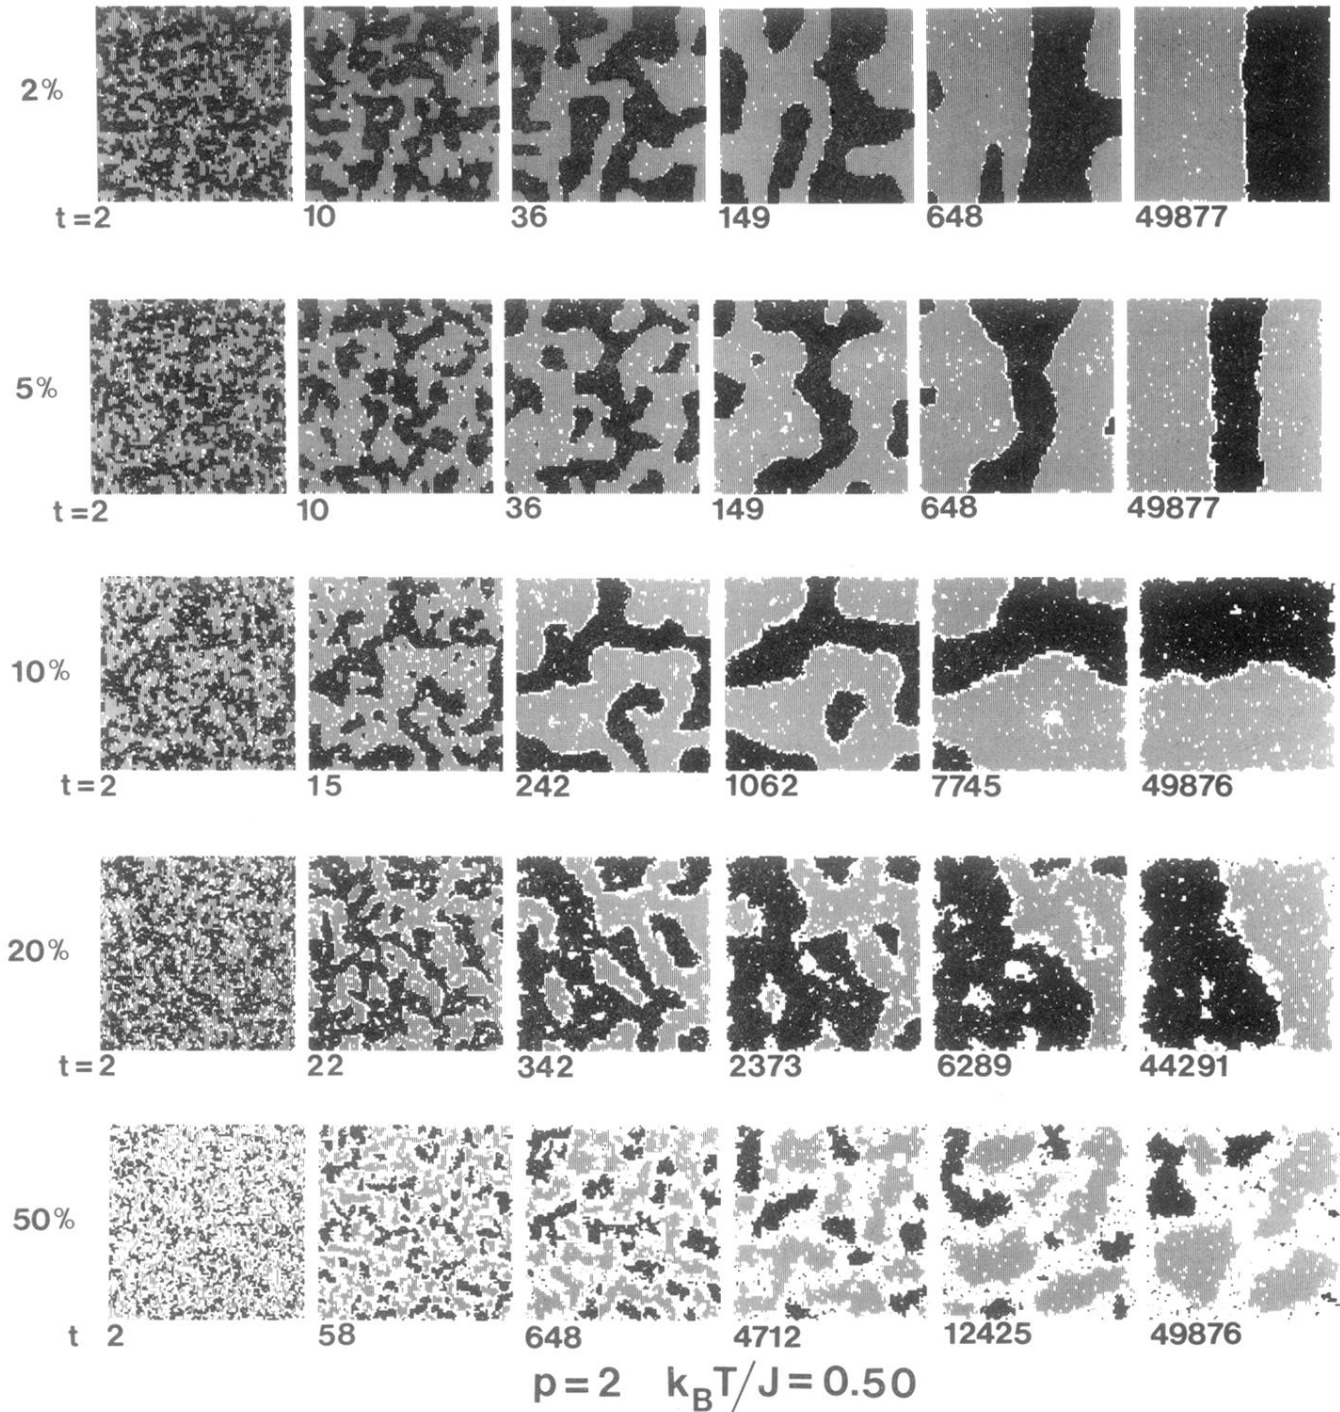 2%
t=2 10 36 149 648 49877
5%
t=2 10 36 149 648 49877
10%
t=2 15 242 1062 7745 49876
20%
t=2 22 342 2373 6289 44291
50%
t 2 58 648 4712 12425 49876
p=2 k_BT/J=0.50